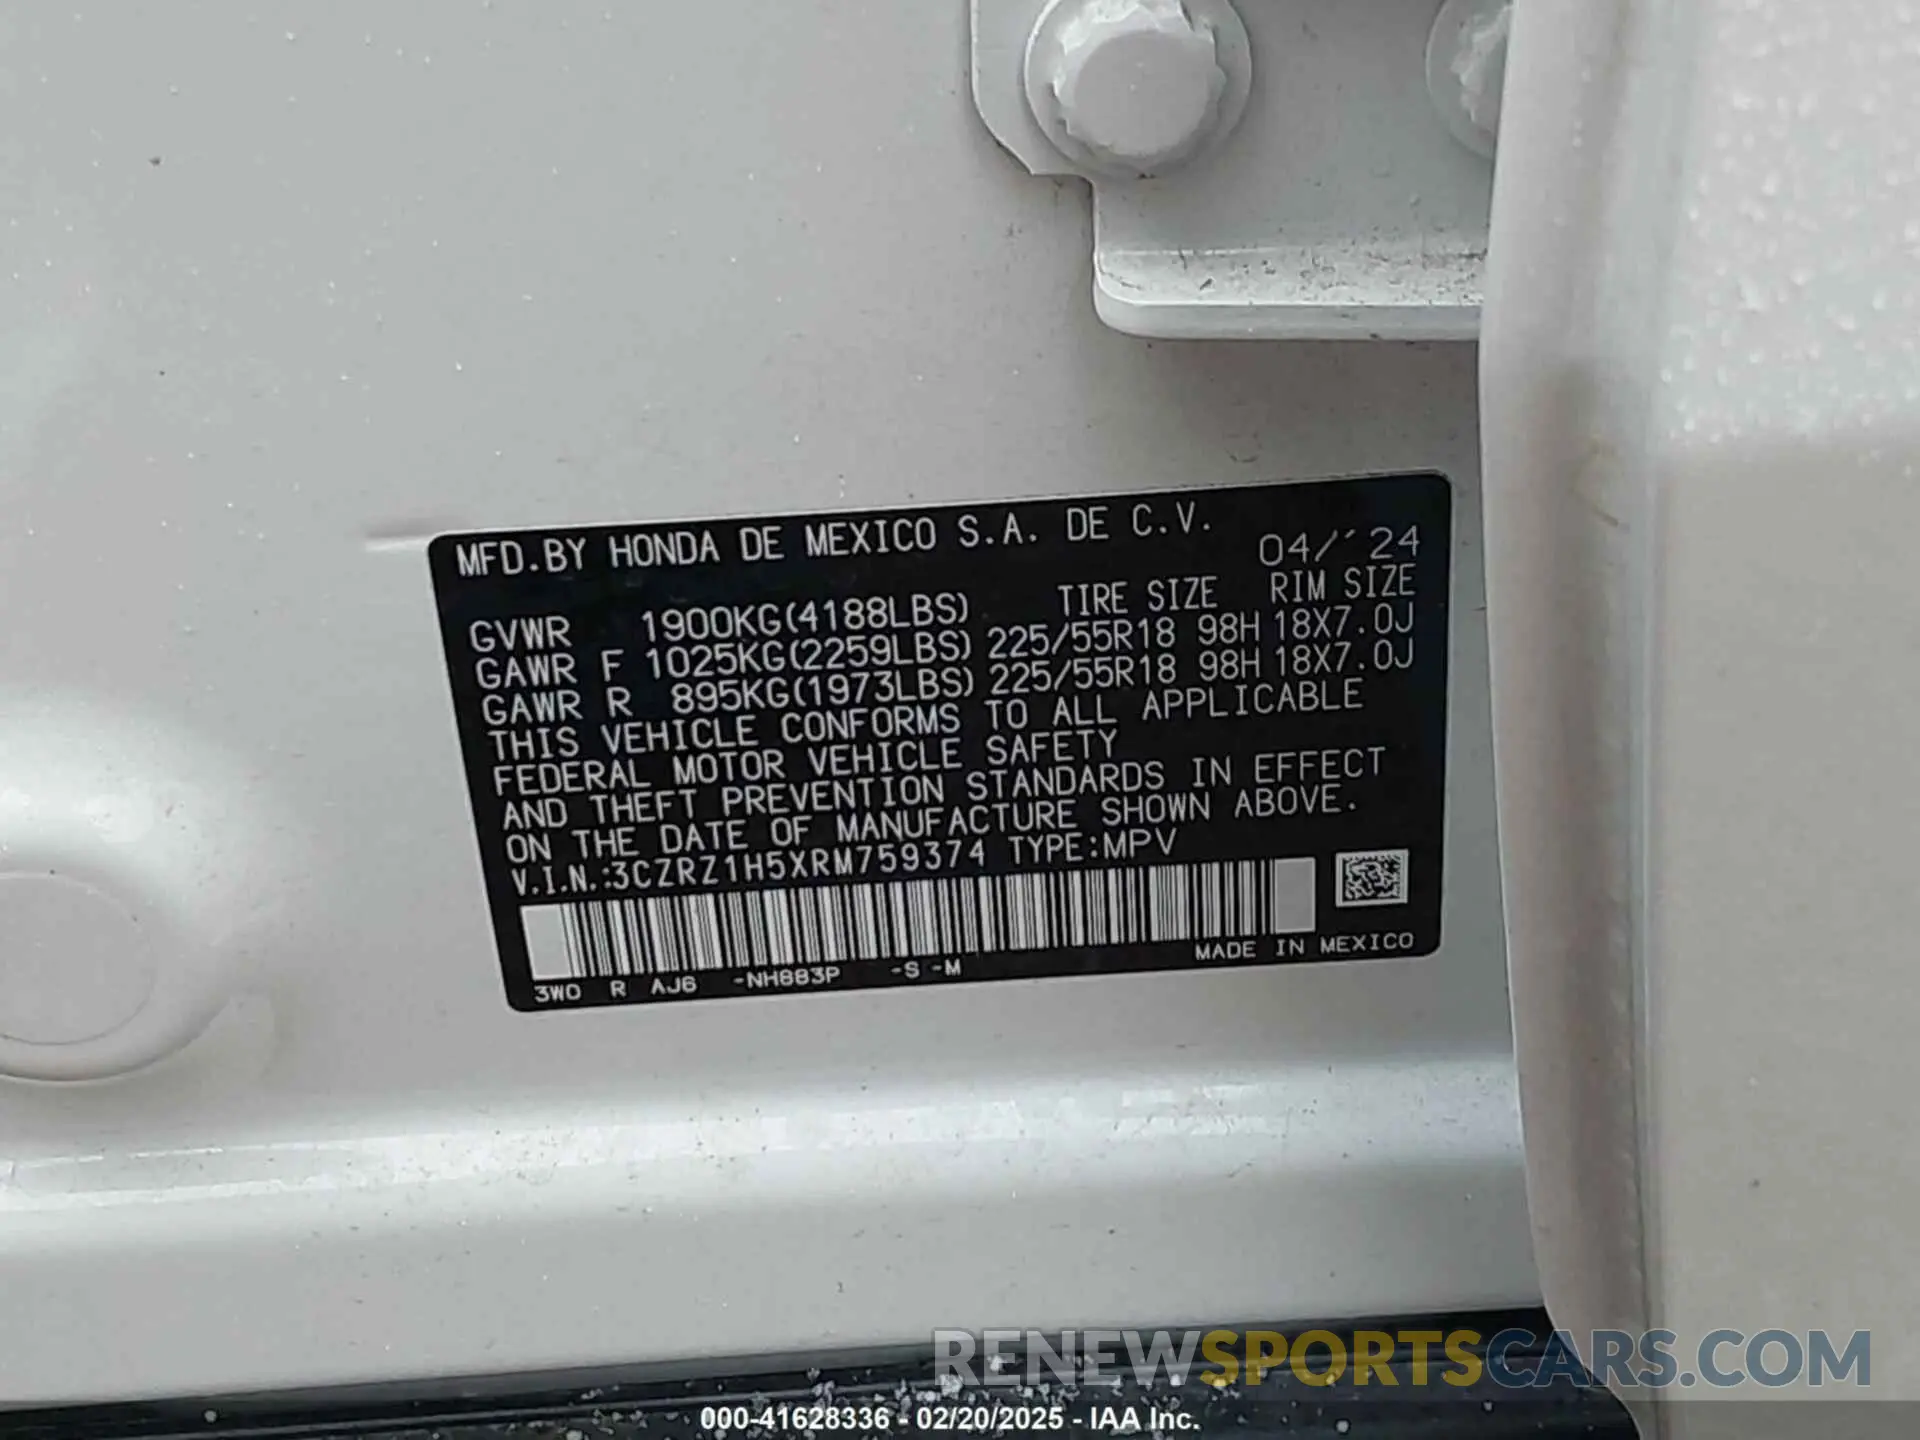 MFD.BY HONDA DE MEXICO S.A. DE C.V. 04/´24
TIRE SIZE RIM SIZE
GVWR 1900KG(4188LBS)
GAWR F 1025KG(2259LBS) 225/55R18 98H 18X7.0J
GAWR R 895KG(1973LBS) 225/55R18 98H 18X7.0J
THIS VEHICLE CONFORMS TO ALL APPLICABLE
FEDERAL MOTOR VEHICLE SAFETY
AND THEFT PREVENTION STANDARDS IN EFFECT
ON THE DATE OF MANUFACTURE SHOWN ABOVE.
V.I.N.:3CZRZ1H5XRM759374 TYPE:MPV
MADE IN MEXICO
3W0 R AJ6 -NH883P -S -M
RENEWSPORTSCARS.COM
000-41628336 - 02/20/2025 - IAA Inc.